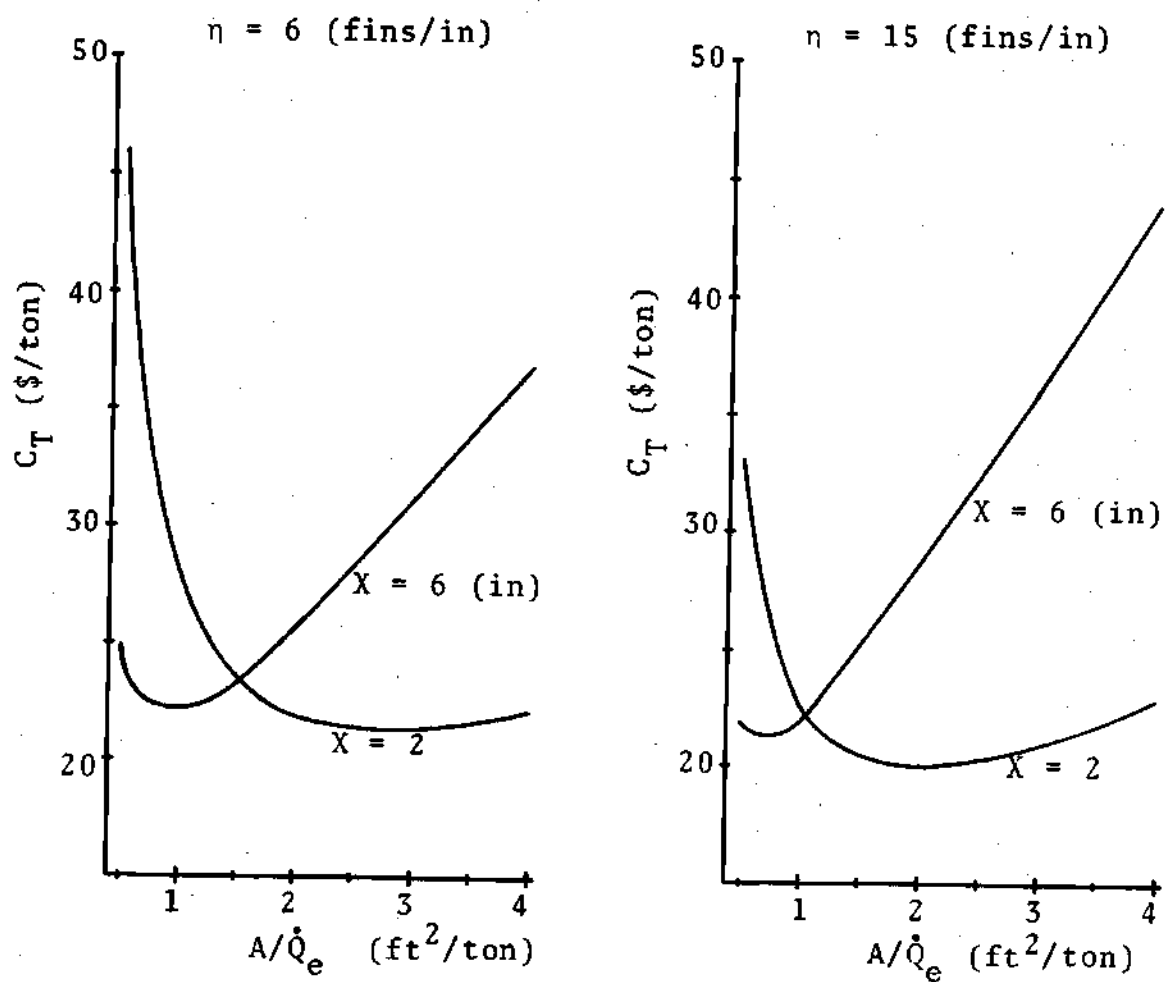 η = 6 (fins/in)
50
40
30
20
C_T ($/ton)
X = 6 (in)
X = 2
1 2 3 4
A/Q̇_e (ft²/ton)
η = 15 (fins/in)
50
40
30
20
C_T ($/ton)
X = 6 (in)
X = 2
1 2 3 4
A/Q̇_e (ft²/ton)